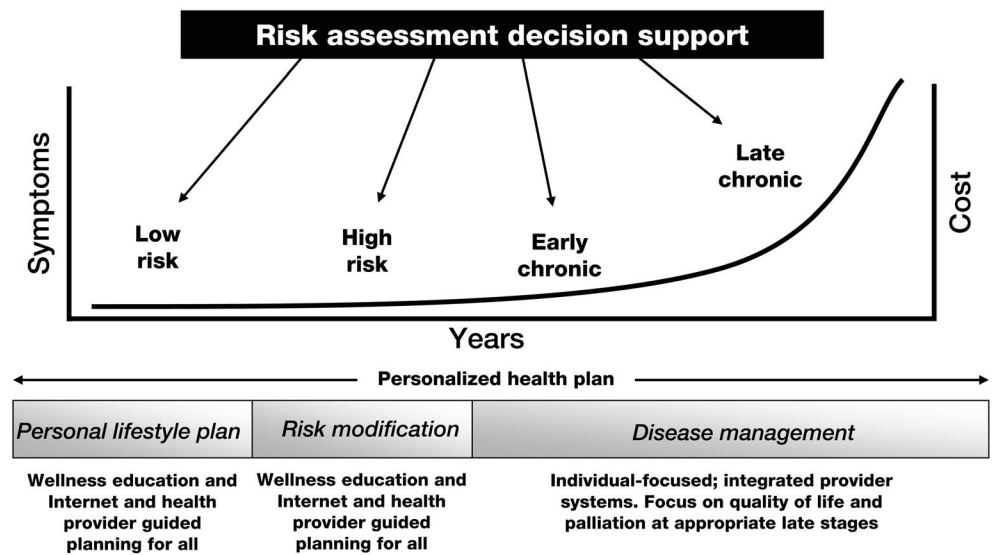 Risk assessment decision support
Symptoms
Low
risk
High
risk
Early
chronic
Late
chronic
Cost
Years
Personalized health plan
Personal lifestyle plan
Risk modification
Disease management
Wellness education and
Internet and health
provider guided
planning for all
Wellness education and
Internet and health
provider guided
planning for all
Individual-focused; integrated provider
systems. Focus on quality of life and
palliation at appropriate late stages